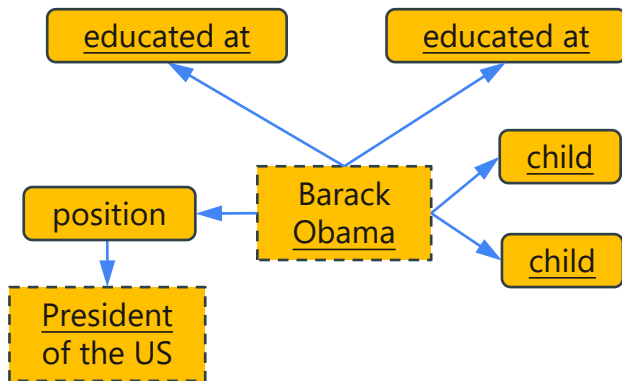 educated at
educated at
child
Barack
Obama
position
child
President
of the US